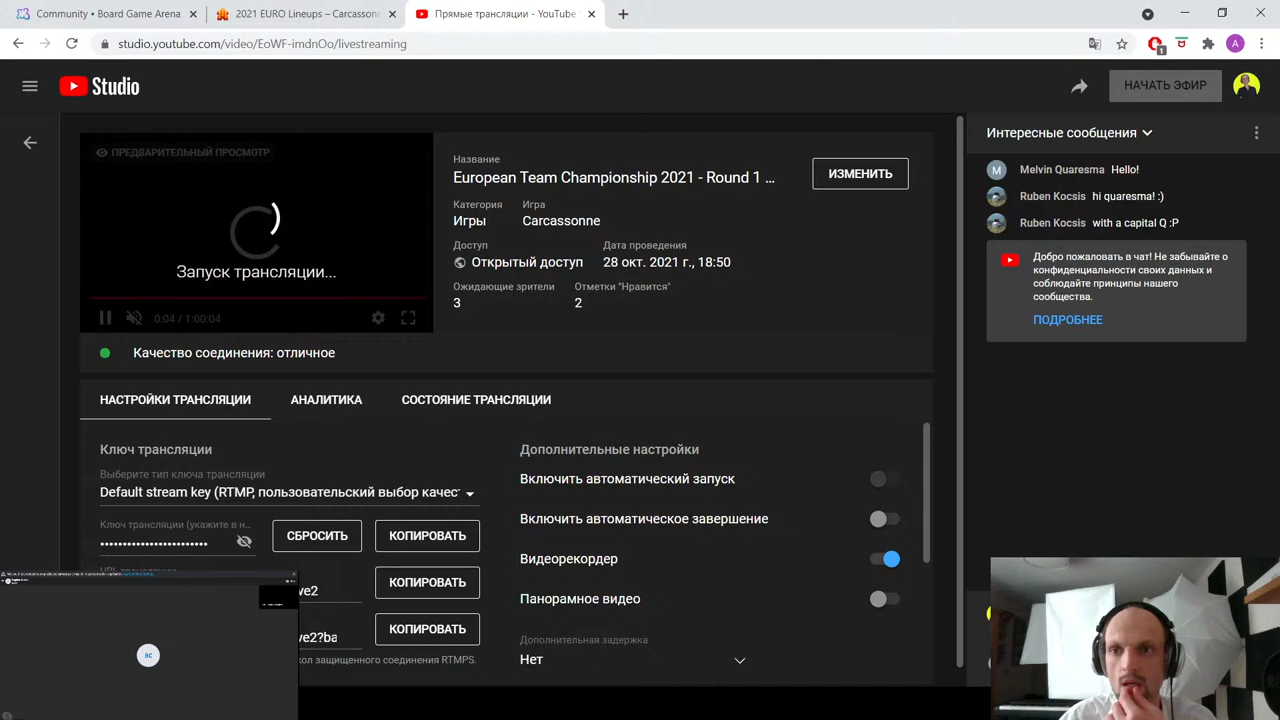 Community • Board Game Arena
2021 EURO Lineups – Carcassonn
Прямые трансляции - YouTube
studio.youtube.com/video/EoWF-imdnOo/livestreaming
1
A
Studio
НАЧАТЬ ЭФИР
ПРЕДВАРИТЕЛЬНЫЙ ПРОСМОТР
Запуск трансляции...
0:04 / 1:00:04
Название
European Team Championship 2021 - Round 1 ...
ИЗМЕНИТЬ
Категория
Игры
Игра
Carcassonne
Доступ
Открытый доступ
Дата проведения
28 окт. 2021 г., 18:50
Ожидающие зрители
3
Отметки "Нравится"
2
Качество соединения: отличное
НАСТРОЙКИ ТРАНСЛЯЦИИ
АНАЛИТИКА
СОСТОЯНИЕ ТРАНСЛЯЦИИ
Ключ трансляции
Выберите тип ключа трансляции
Default stream key (RTMP, пользовательский выбор качес
Ключ трансляции (укажите в н...
••••••••••••••••••••••••
СБРОСИТЬ
КОПИРОВАТЬ
ve2
КОПИРОВАТЬ
ve2?ba
КОПИРОВАТЬ
кол защищенного соединения RTMPS.
Дополнительные настройки
Включить автоматический запуск
Включить автоматическое завершение
Видеорекордер
Панорамное видео
Дополнительная задержка
Нет
Интересные сообщения
M
Melvin Quaresma Hello!
Ruben Kocsis hi quaresma! :)
Ruben Kocsis with a capital Q :P
Добро пожаловать в чат! Не забывайте о
конфиденциальности своих данных и
соблюдайте принципы нашего
сообщества.
ПОДРОБНЕЕ
BC